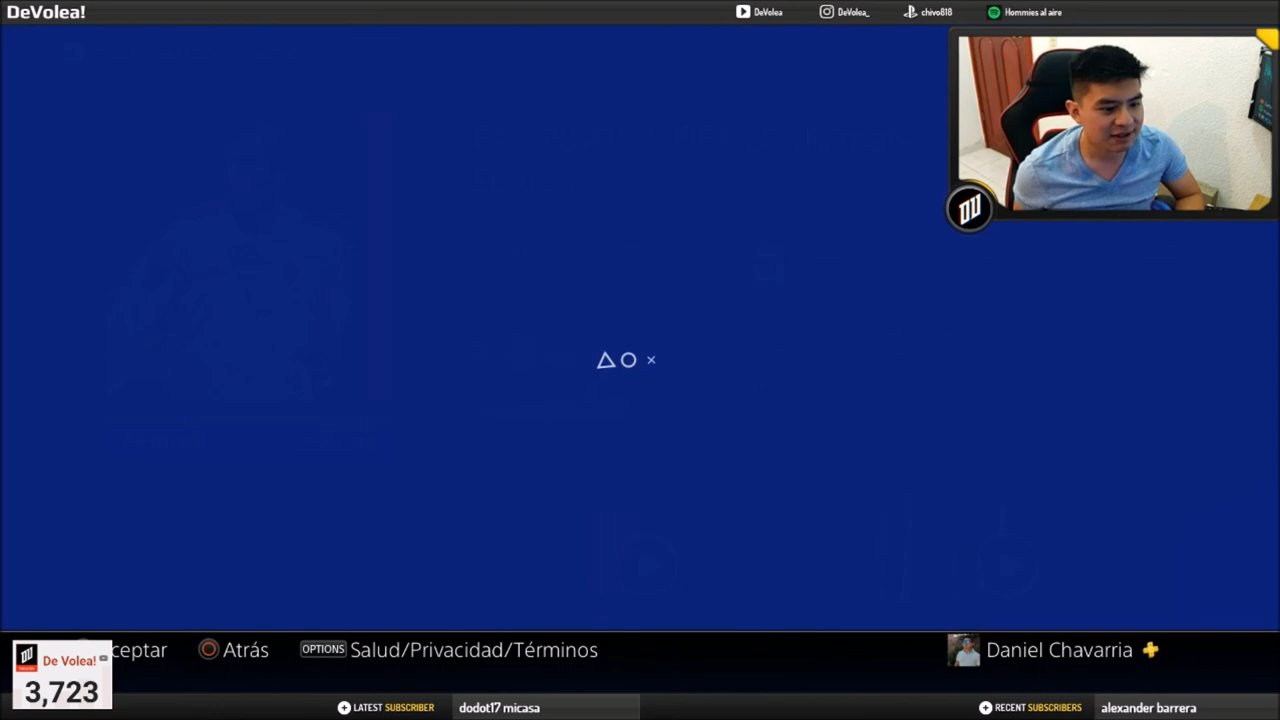 DeVolea!
DeVolea
DeVolea_
chivo818
Hommies al aire
DV
ceptar
Atrás
OPTIONS Salud/Privacidad/Términos
Daniel Chavarria
De Volea!
3,723
LATEST SUBSCRIBER
dodot17 micasa
RECENT SUBSCRIBERS
alexander barrera